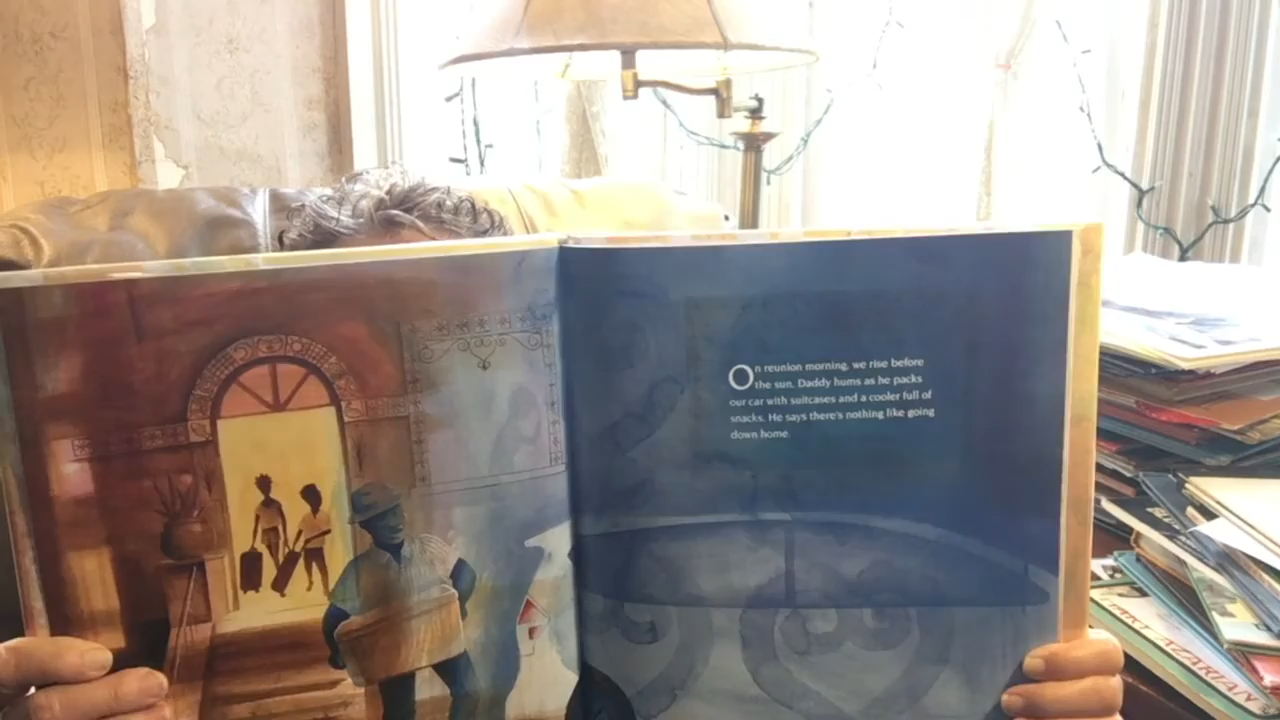 On reunion morning, we rise before
the sun. Daddy hums as he packs
our car with suitcases and a cooler full of
snacks. He says there's nothing like going
down home.
AZARIAN